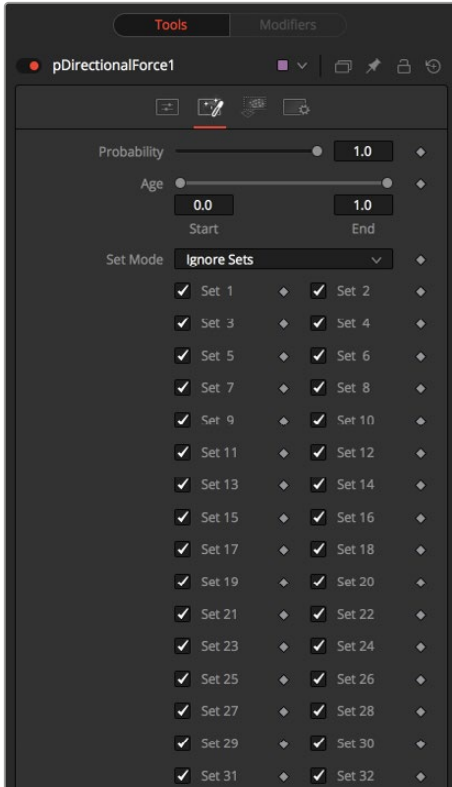 Tools Modifiers
pDirectionalForce1
Probability 1.0
Age
0.0 1.0
Start End
Set Mode Ignore Sets
Set 1 Set 2
Set 3 Set 4
Set 5 Set 6
Set 7 Set 8
Set 9 Set 10
Set 11 Set 12
Set 13 Set 14
Set 15 Set 16
Set 17 Set 18
Set 19 Set 20
Set 21 Set 22
Set 23 Set 24
Set 25 Set 26
Set 27 Set 28
Set 29 Set 30
Set 31 Set 32